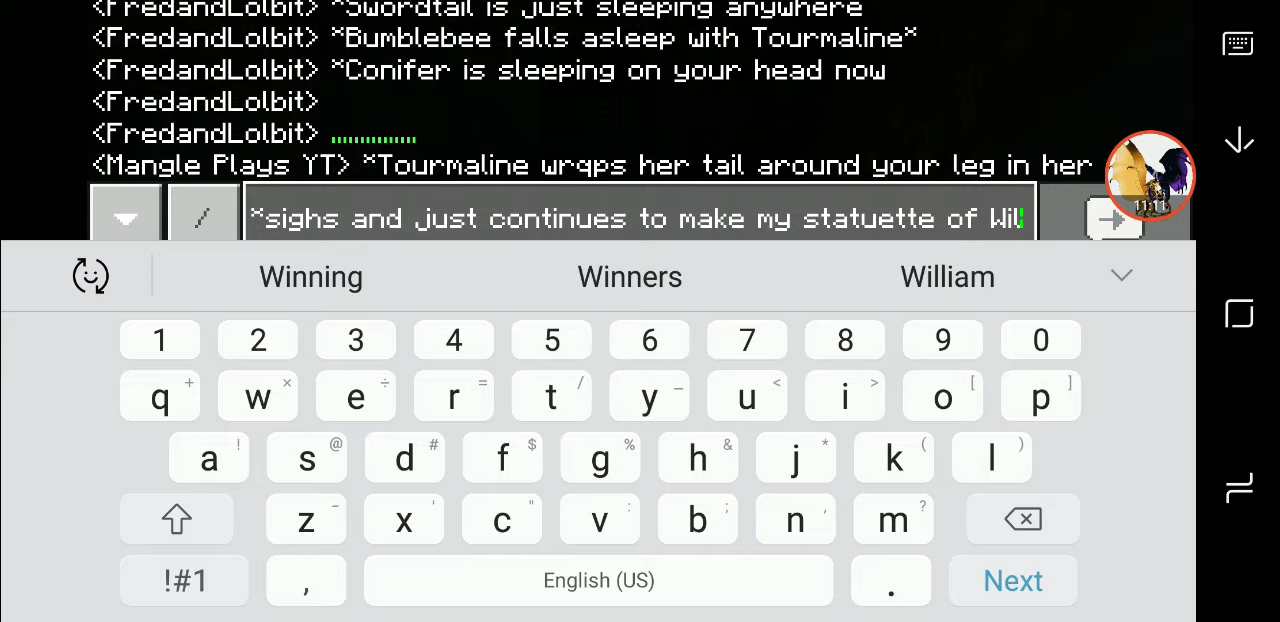 <FredandLolbit> *Swordtail is just sleeping anywhere
<FredandLolbit> *Bumblebee falls asleep with Tourmaline*
<FredandLolbit> *Conifer is sleeping on your head now
<FredandLolbit>
<FredandLolbit> ..............
<Mangle Plays YT> *Tourmaline wrqps her tail around your leg in her
/ *sighs and just continues to make my statuette of Wil
11:11
Winning Winners William
1 2 3 4 5 6 7 8 9 0
q + w × e ÷ r = t / y _ u < i > o [ p ]
a ! s @ d # f $ g % h & j * k ( l )
z - x ' c " v : b ; n , m ?
!#1 , English (US) . Next